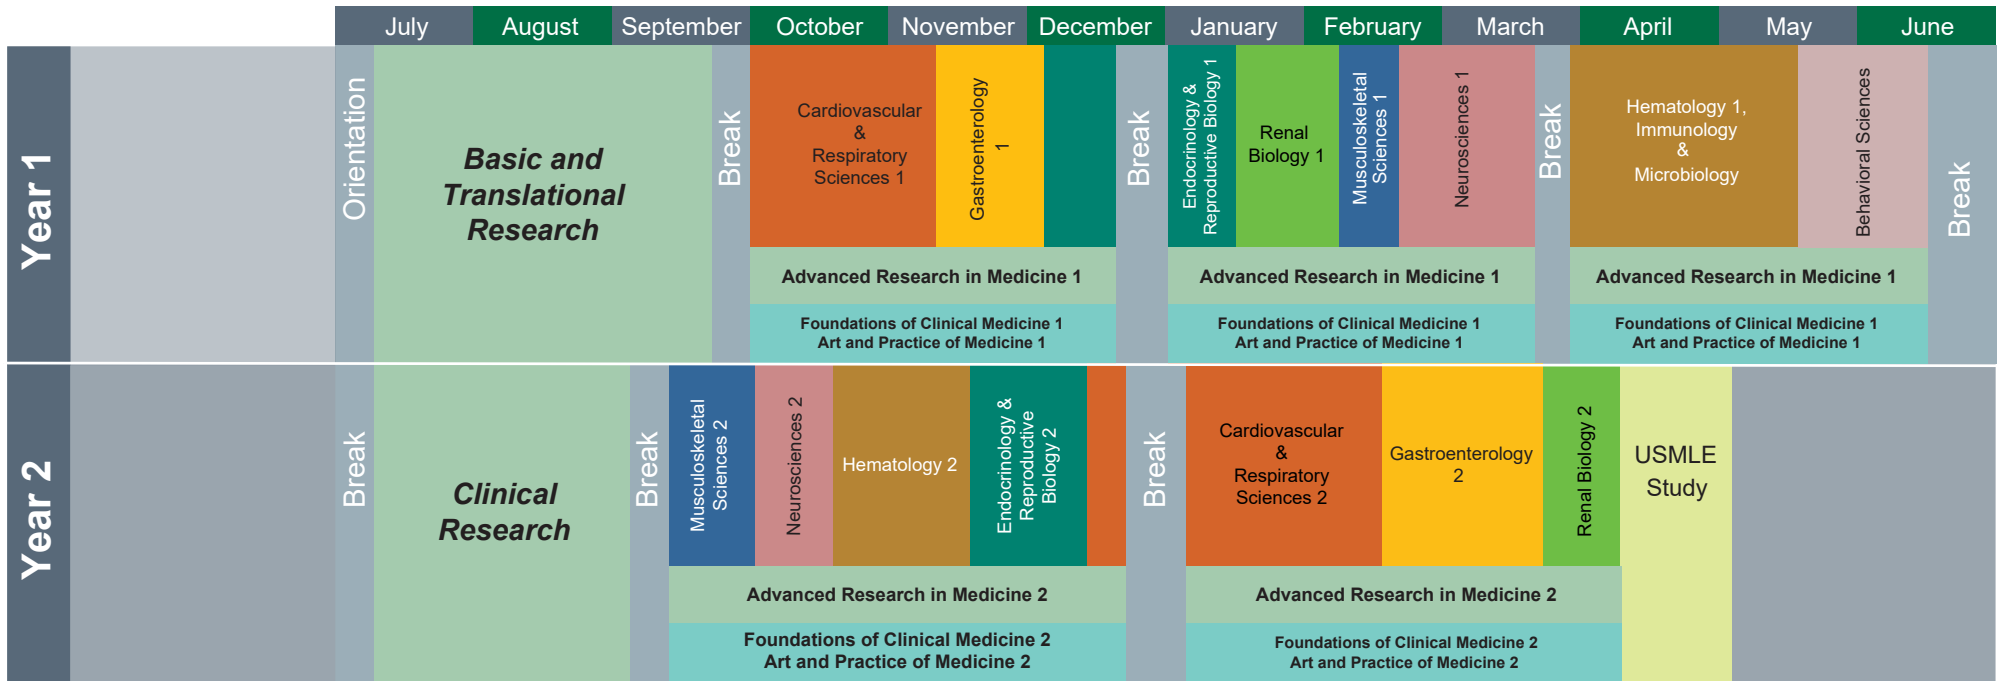 July August September October November December January February March April May June
Year 1
Orientation
Basic and
Translational
Research
Break
Cardiovascular
&
Respiratory
Sciences 1
Gastroenterology
1
Break
Endocrinology &
Reproductive Biology 1
Renal
Biology 1
Musculoskeletal
Sciences 1
Neurosciences 1
Break
Hematology 1,
Immunology
&
Microbiology
Behavioral Sciences
Break
Advanced Research in Medicine 1
Advanced Research in Medicine 1
Advanced Research in Medicine 1
Foundations of Clinical Medicine 1
Art and Practice of Medicine 1
Foundations of Clinical Medicine 1
Art and Practice of Medicine 1
Foundations of Clinical Medicine 1
Art and Practice of Medicine 1
Year 2
Break
Clinical
Research
Break
Musculoskeletal
Sciences 2
Neurosciences 2
Hematology 2
Endocrinology &
Reproductive
Biology 2
Break
Cardiovascular
&
Respiratory
Sciences 2
Gastroenterology
2
Renal Biology 2
USMLE
Study
Advanced Research in Medicine 2
Advanced Research in Medicine 2
Foundations of Clinical Medicine 2
Art and Practice of Medicine 2
Foundations of Clinical Medicine 2
Art and Practice of Medicine 2